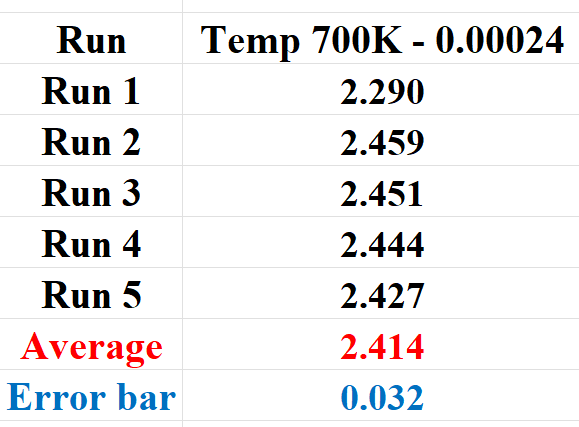 Run Temp 700K - 0.00024
Run 1 2.290
Run 2 2.459
Run 3 2.451
Run 4 2.444
Run 5 2.427
Average 2.414
Error bar 0.032